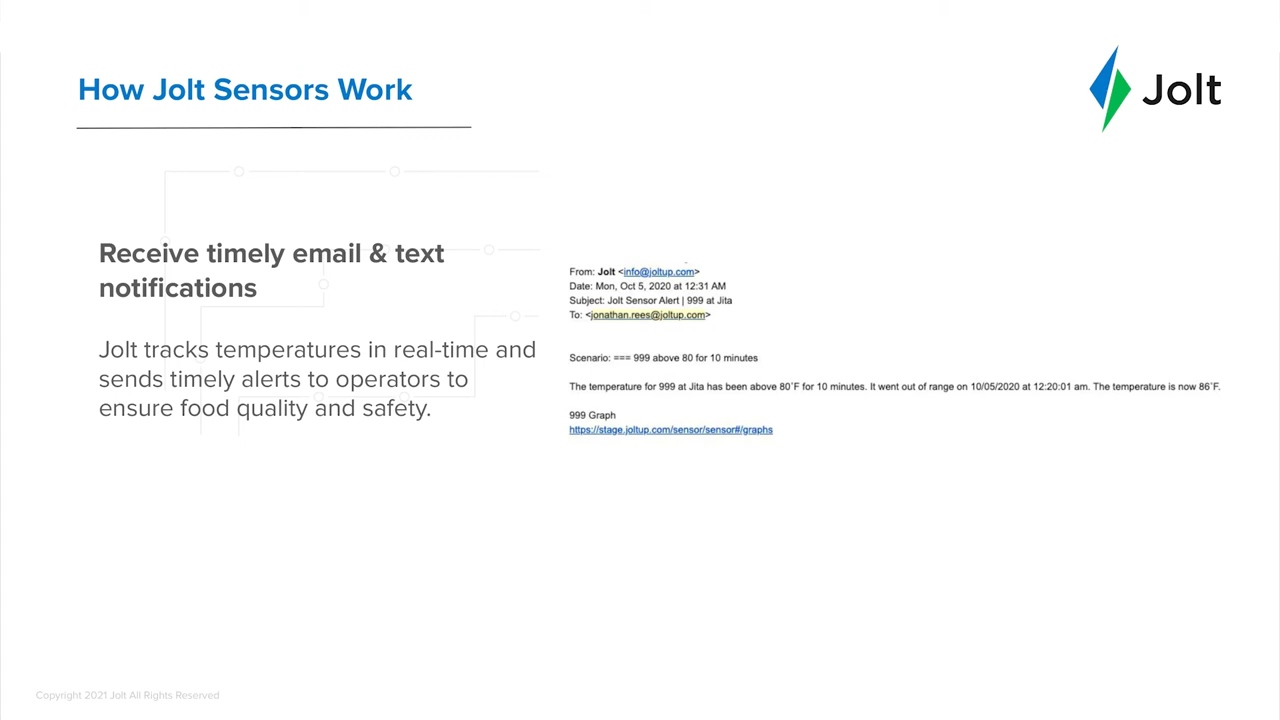 How Jolt Sensors Work
Jolt
Receive timely email & text
notifications
Jolt tracks temperatures in real-time and
sends timely alerts to operators to
ensure food quality and safety.
From: Jolt <info@joltup.com>
Date: Mon, Oct 5, 2020 at 12:31 AM
Subject: Jolt Sensor Alert | 999 at Jita
To: <jonathan.rees@joltup.com>
Scenario: === 999 above 80 for 10 minutes
The temperature for 999 at Jita has been above 80˚F for 10 minutes. It went out of range on 10/05/2020 at 12:20:01 am. The temperature is now 86˚F.
999 Graph
https://stage.joltup.com/sensor/sensor#/graphs
Copyright 2021 Jolt All Rights Reserved